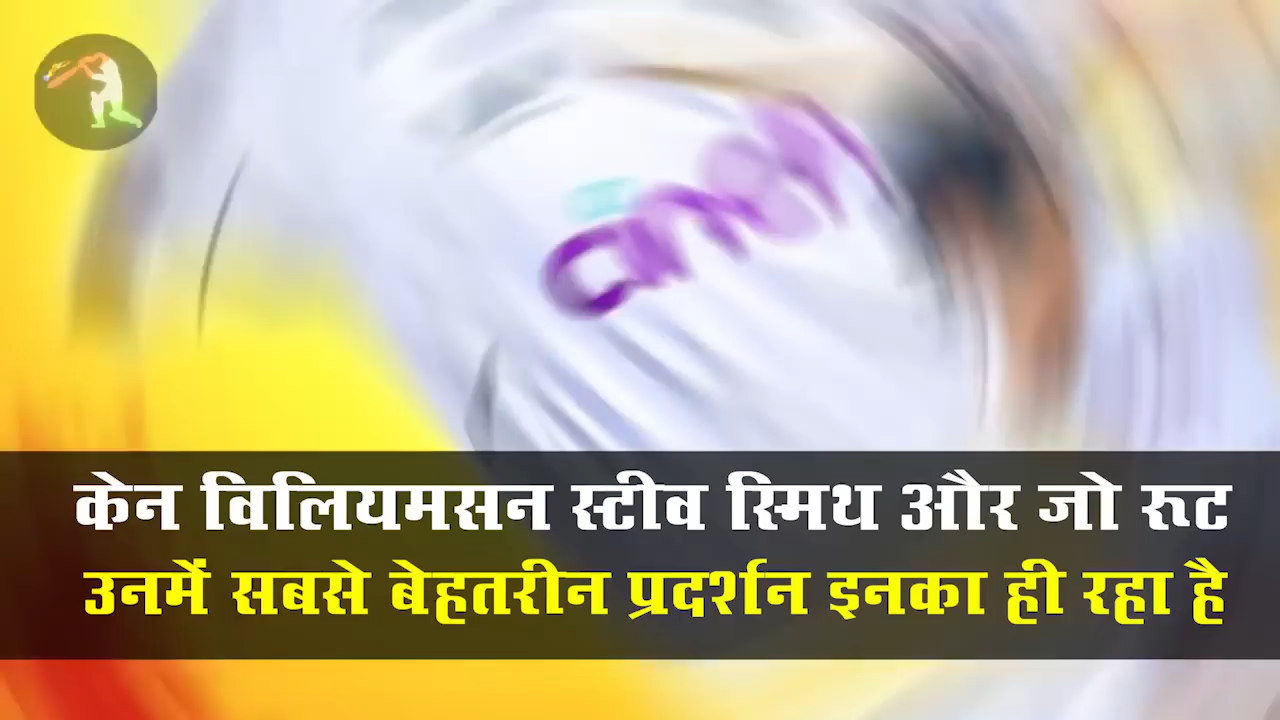 केन विलियमसन स्टीव स्मिथ और जो रूट
उनमें सबसे बेहतरीन प्रदर्शन इनका ही रहा है